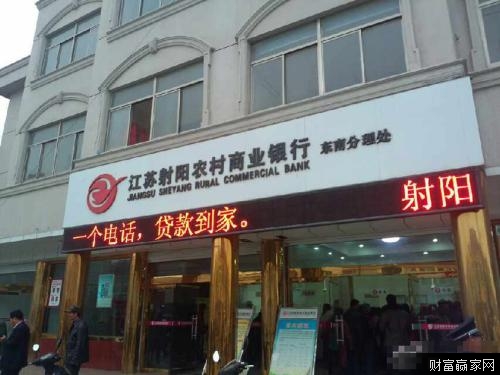 江苏射阳农村商业银行 东南分理处
JIANGSU SHEYANG RURAL COMMERCIAL BANK
一个电话，贷款到家。 射阳
财富赢家网